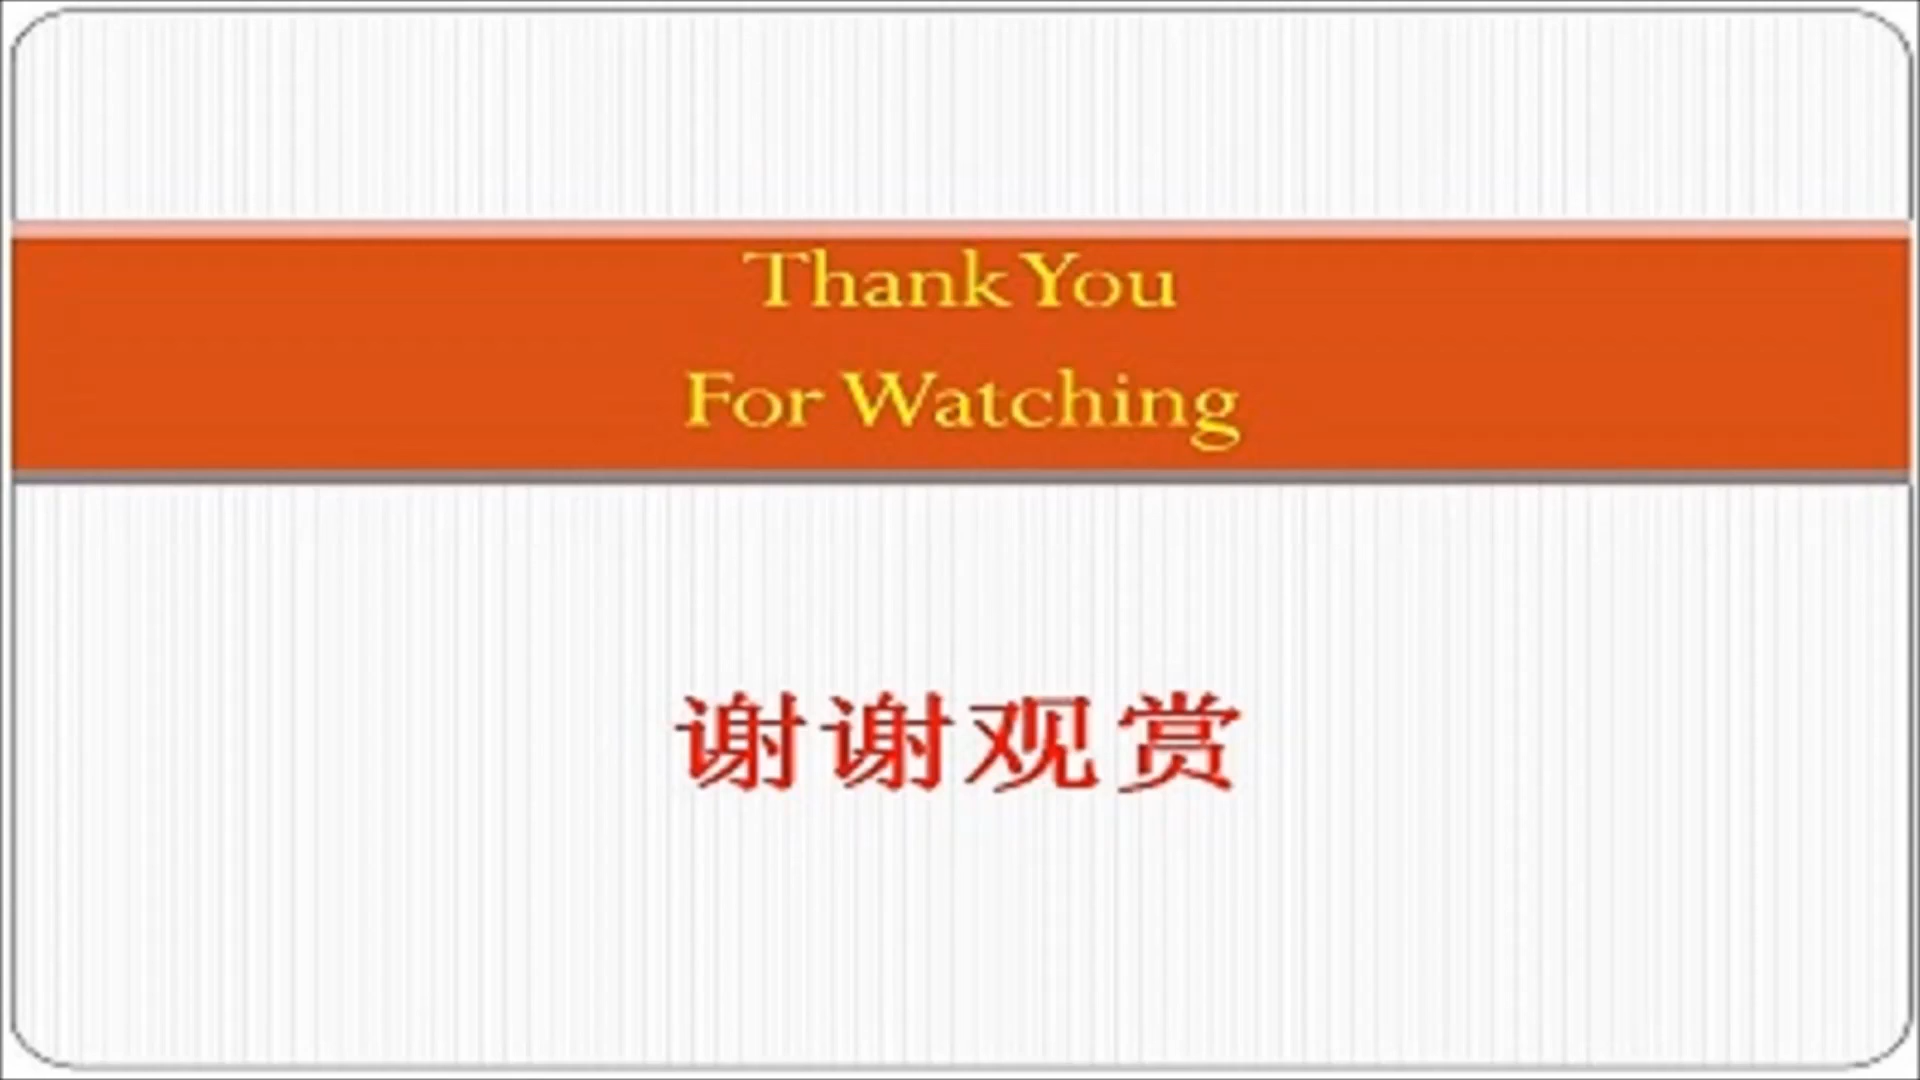 Thank You
For Watching
谢谢观赏